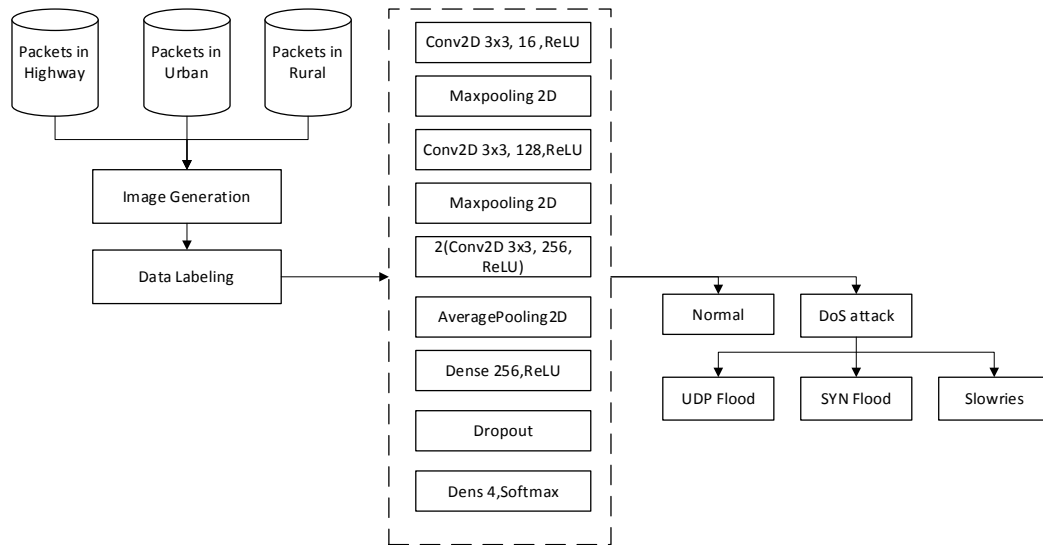 Packets in
Highway
Packets in
Urban
Packets in
Rural
Image Generation
Data Labeling
Conv2D 3x3, 16 ,ReLU
Maxpooling 2D
Conv2D 3x3, 128,ReLU
Maxpooling 2D
2(Conv2D 3x3, 256,
ReLU)
AveragePooling2D
Dense 256,ReLU
Dropout
Dens 4,Softmax
Normal
DoS attack
UDP Flood
SYN Flood
Slowries